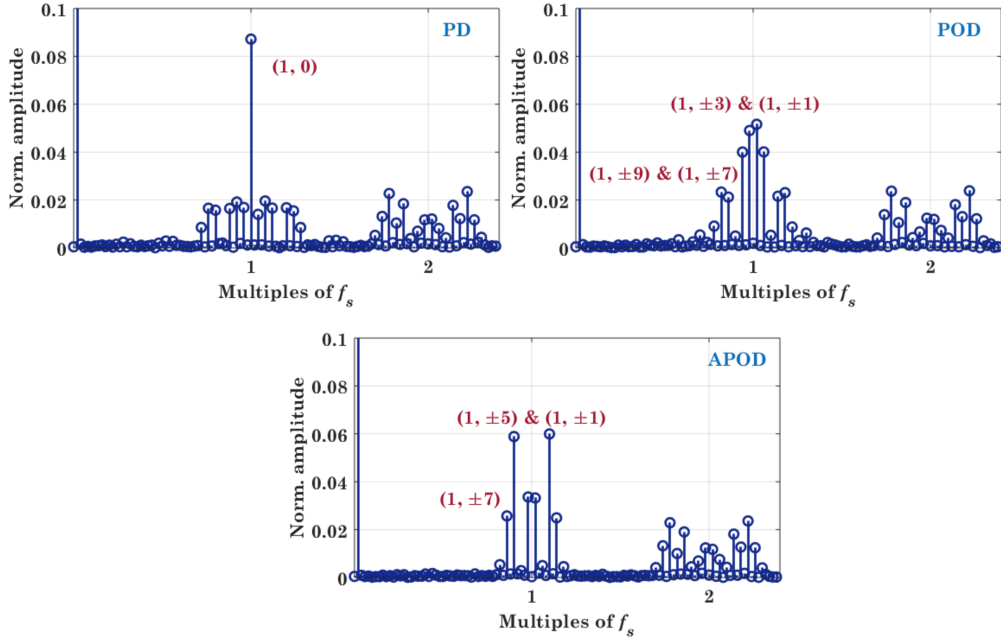 0.1
PD
0.08
(1, 0)
0.06
0.04
0.02
0
Norm. amplitude
1
2
Multiples of fs
0.1
POD
0.08
(1, ±3) & (1, ±1)
0.06
0.04
(1, ±9) & (1, ±7)
0.02
0
Norm. amplitude
1
2
Multiples of fs
0.1
APOD
0.08
(1, ±5) & (1, ±1)
0.06
0.04
(1, ±7)
0.02
0
Norm. amplitude
1
2
Multiples of fs